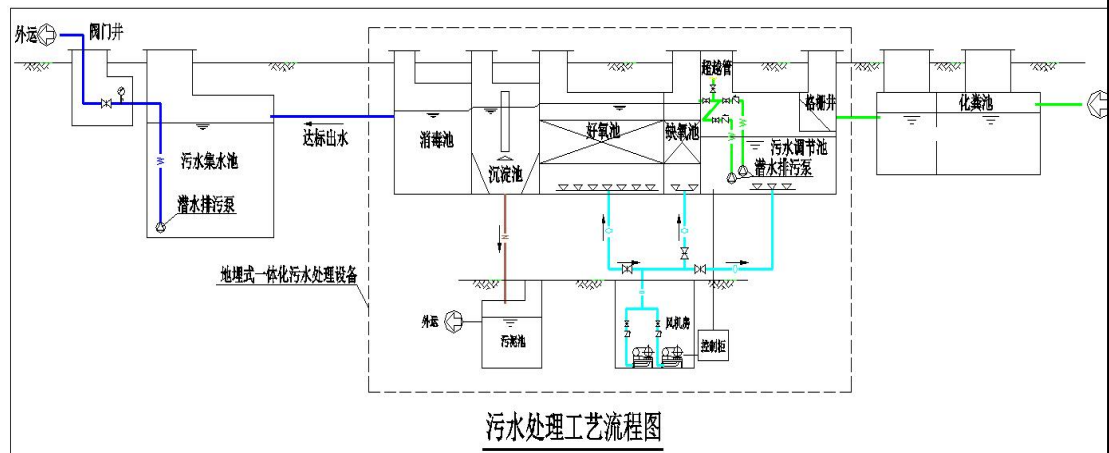 外运
阀门井
超越管
格栅井
化粪池
消毒池
好氧池
缺氧池
达标出水
污水集水池
沉淀池
污水调节池
潜水排污泵
W
W
W
潜水排污泵
N
地埋式一体化污水处理设备
外运
污泥池
风机房
控制柜
污水处理工艺流程图